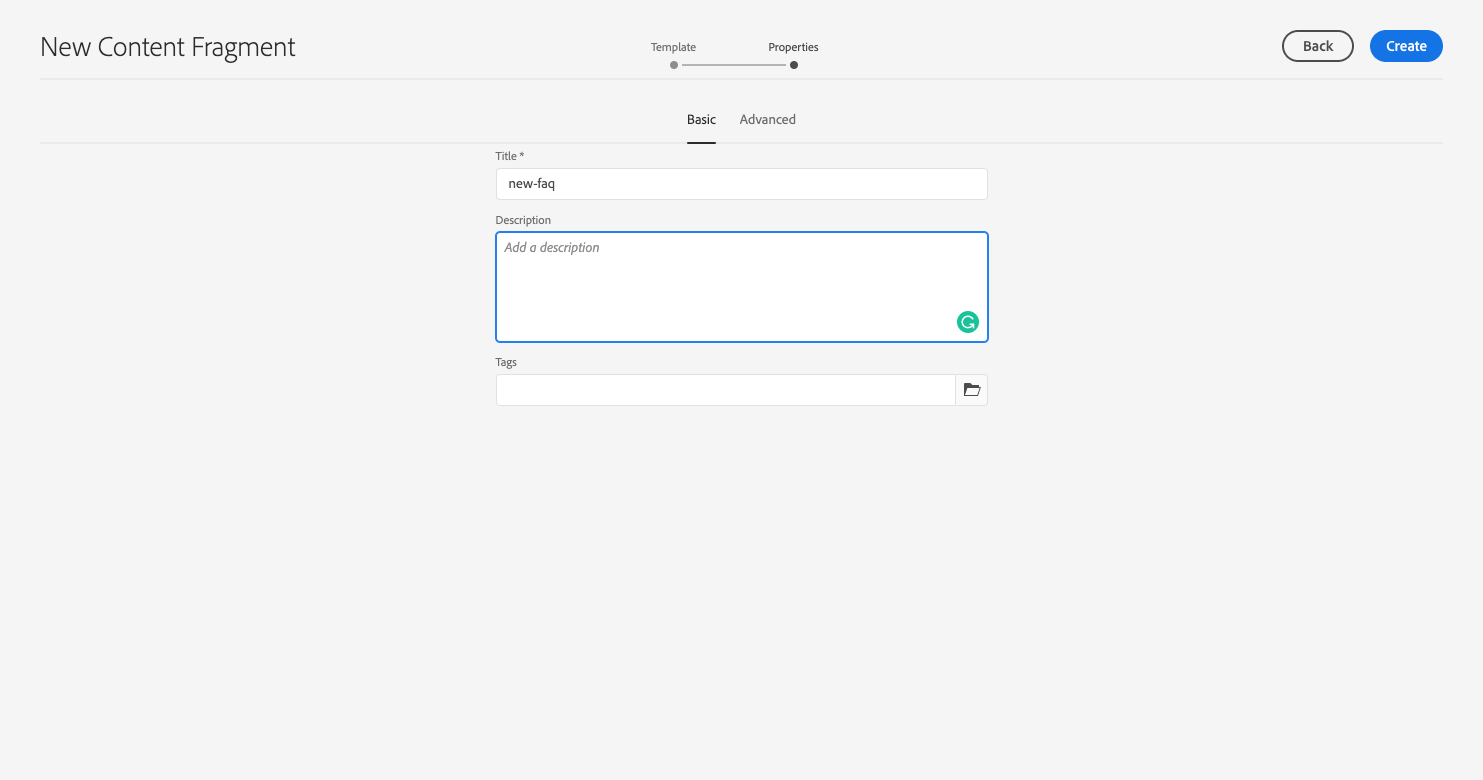 New Content Fragment
Template
Properties
Back
Create
Basic
Advanced
Title *
new-faq
Description
Add a description
Tags